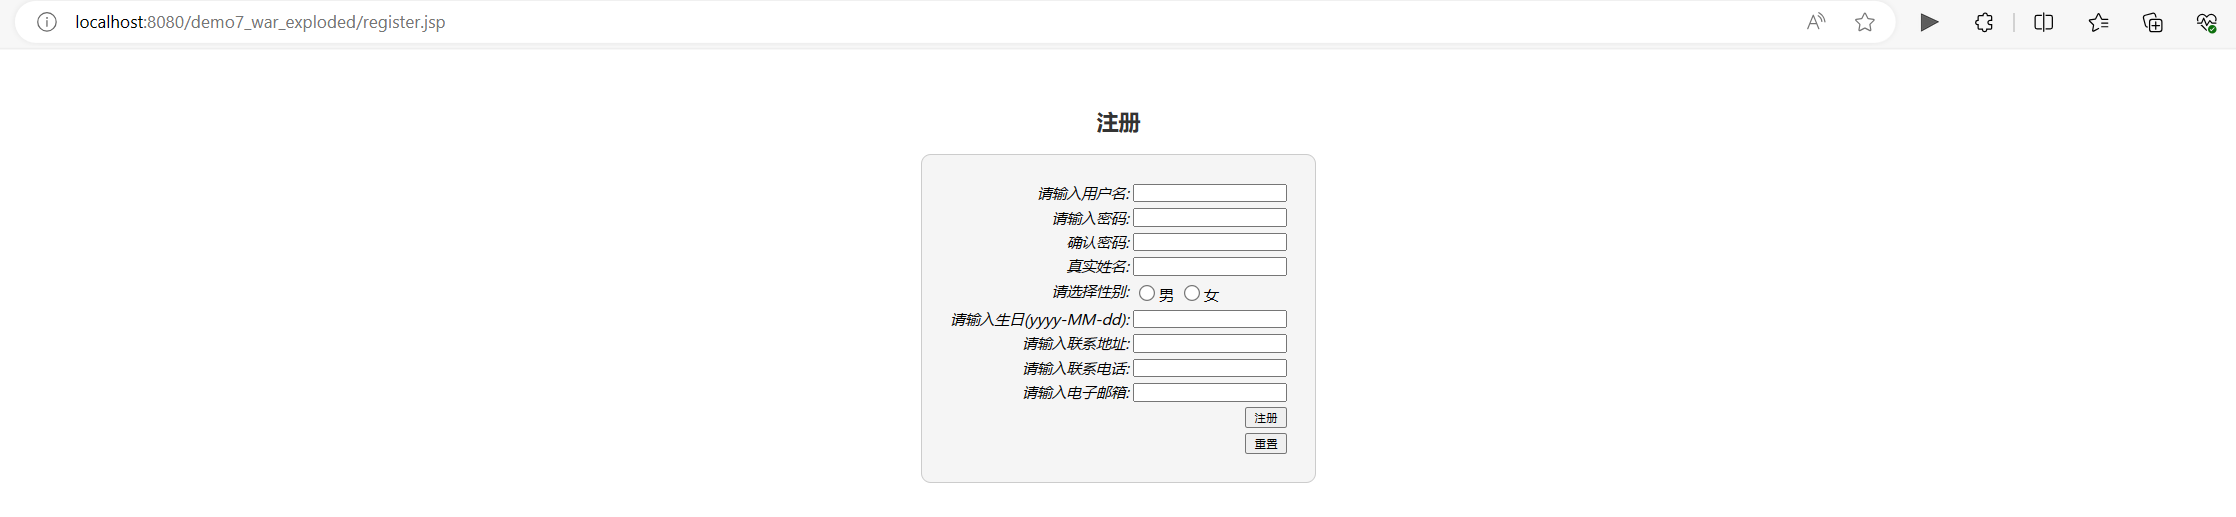 localhost:8080/demo7_war_exploded/register.jsp
注册
请输入用户名:
请输入密码:
确认密码:
真实姓名:
请选择性别: 男 女
请输入生日(yyyy-MM-dd):
请输入联系地址:
请输入联系电话:
请输入电子邮箱:
注册
重置